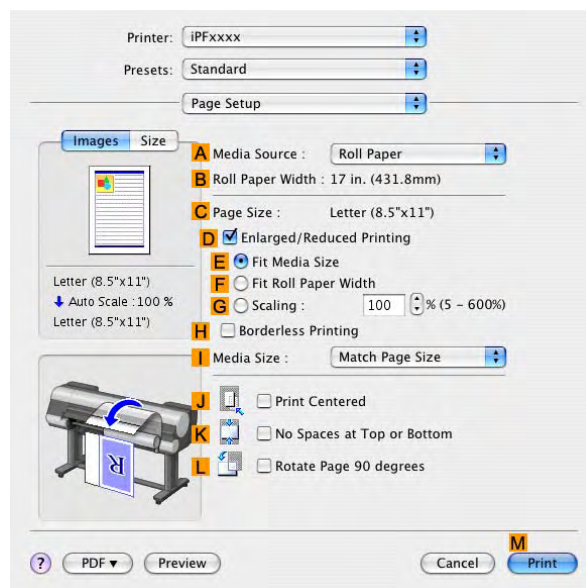 Printer: iPFxxxx
Presets: Standard
Page Setup
Images Size
A Media Source : Roll Paper
B Roll Paper Width : 17 in. (431.8mm)
C Page Size : Letter (8.5"x11")
D Enlarged/Reduced Printing
E Fit Media Size
F Fit Roll Paper Width
G Scaling : 100 % (5 - 600%)
H Borderless Printing
I Media Size : Match Page Size
Letter (8.5"x11")
Auto Scale :100 %
Letter (8.5"x11")
J Print Centered
K No Spaces at Top or Bottom
L Rotate Page 90 degrees
R
M
? PDF Preview Cancel Print